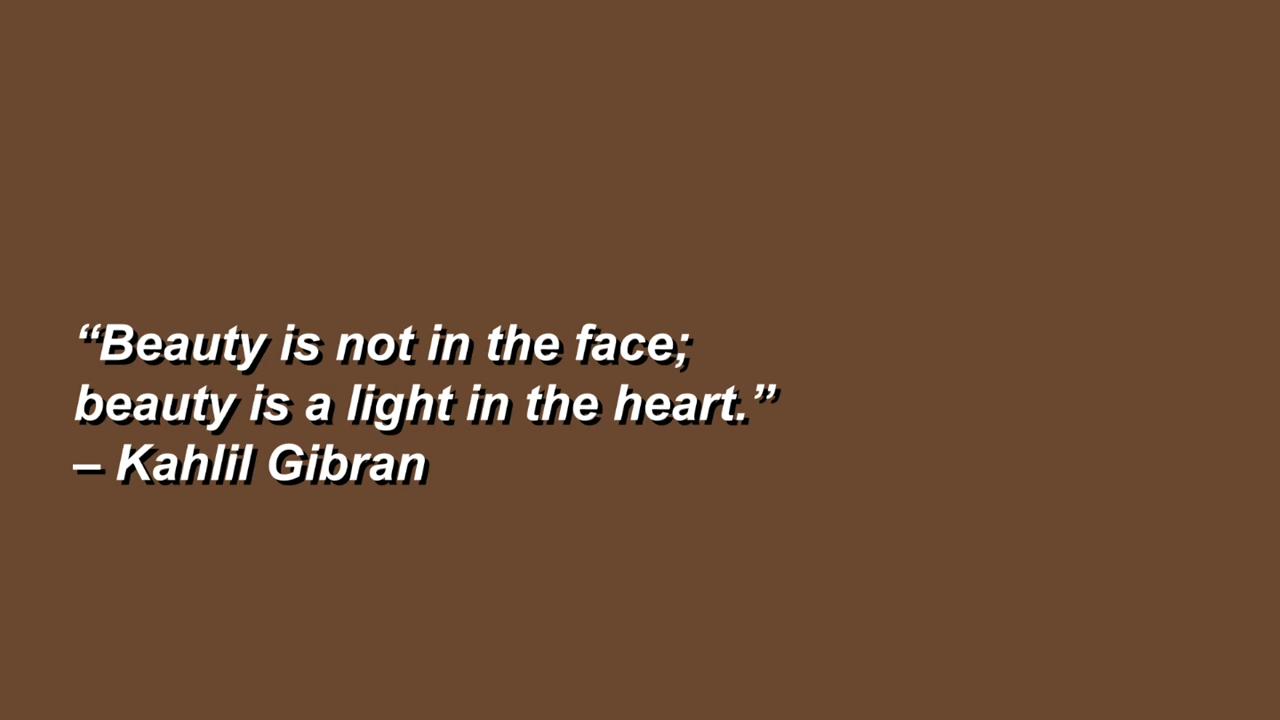 “Beauty is not in the face;
beauty is a light in the heart.”
– Kahlil Gibran